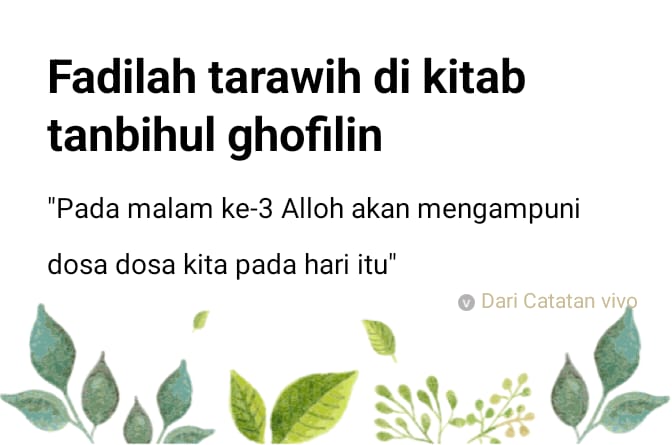 Fadilah tarawih di kitab
tanbihul ghofilin
"Pada malam ke-3 Alloh akan mengampuni
dosa dosa kita pada hari itu"
v Dari Catatan vivo